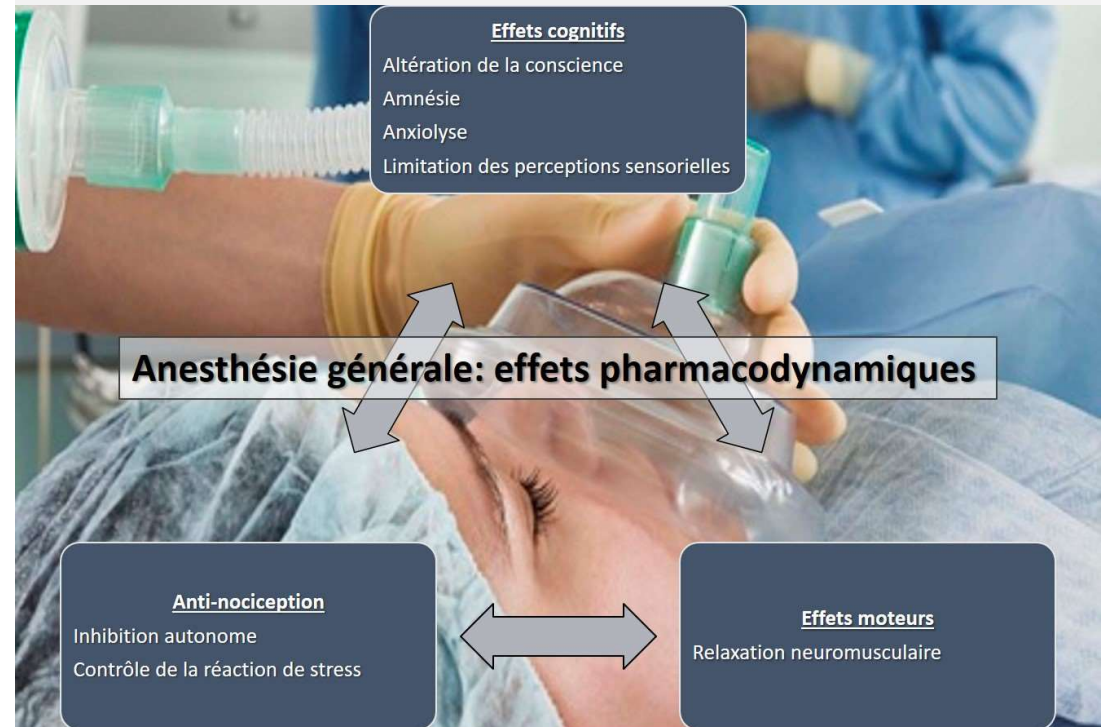 Effets cognitifs
Altération de la conscience
Amnésie
Anxiolyse
Limitation des perceptions sensorielles
Anesthésie générale: effets pharmacodynamiques
Anti-nociception
Inhibition autonome
Contrôle de la réaction de stress
Effets moteurs
Relaxation neuromusculaire